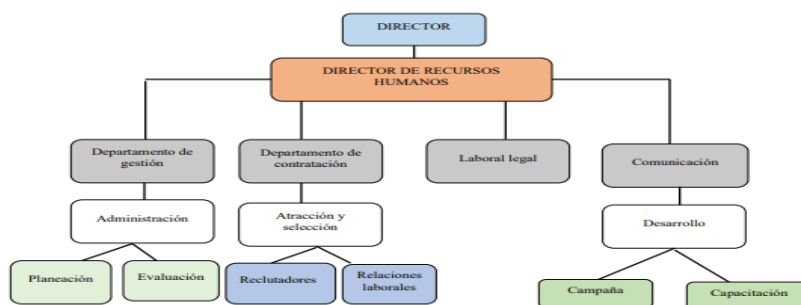 DIRECTOR
DIRECTOR DE RECURSOS
HUMANOS
Departamento de
gestión
Departamento de
contratación
Laboral legal
Comunicación
Administración
Atracción y
selección
Desarrollo
Planeación
Evaluación
Reclutadores
Relaciones
laborales
Campaña
Capacitación